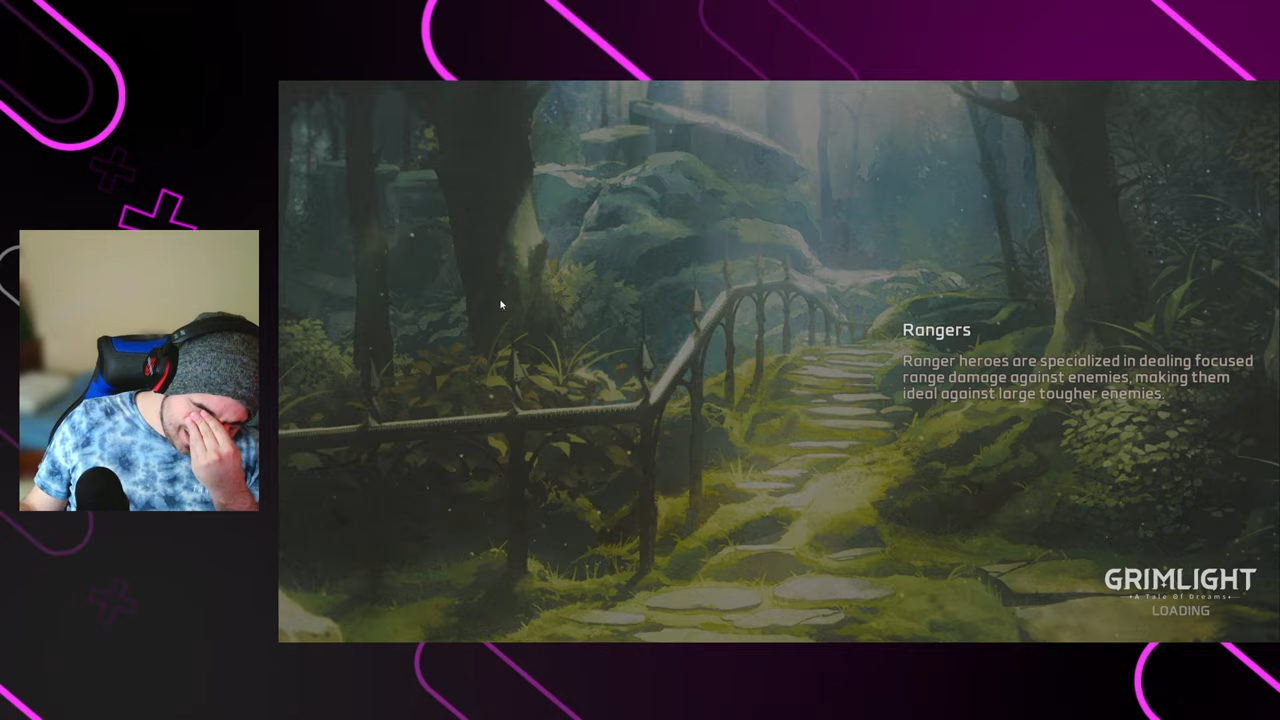 Rangers
Ranger heroes are specialized in dealing focused
range damage against enemies, making them
ideal against large tougher enemies.
GRIMLIGHT
A Tale Of Dreams
LOADING